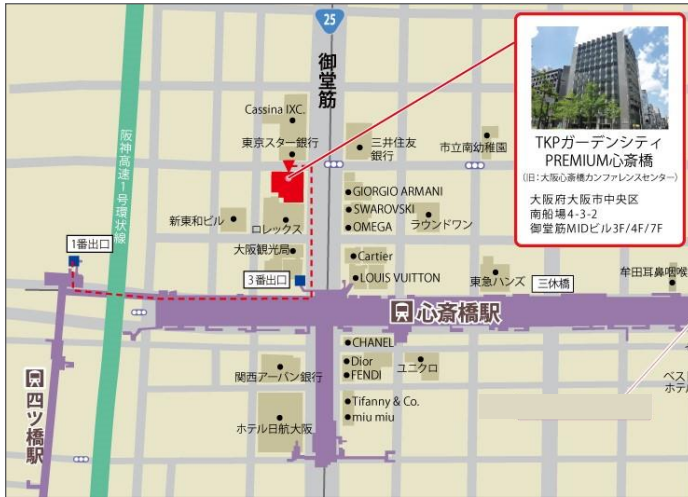 25
御堂筋
阪神高速1号環状線
Cassina IXC.
東京スター銀行
三井住友
銀行
市立南幼稚園
TKPガーデンシティ
PREMIUM心斎橋
(旧:大阪心斎橋カンファレンスセンター)
大阪府大阪市中央区
南船場4-3-2
御堂筋MIDビル3F/4F/7F
GIORGIO ARMANI
SWAROVSKI
OMEGA
ラウンドワン
新東和ビル
ロレックス
大阪観光局
1番出口
3番出口
Cartier
LOUIS VUITTON
東急ハンズ
三休橋
牟田耳鼻咽喉
心斎橋駅
CHANEL
Dior
FENDI
ユニクロ
関西アーバン銀行
四ツ橋駅
Tifanny & Co.
miu miu
ホテル日航大阪
ベス
ホテル